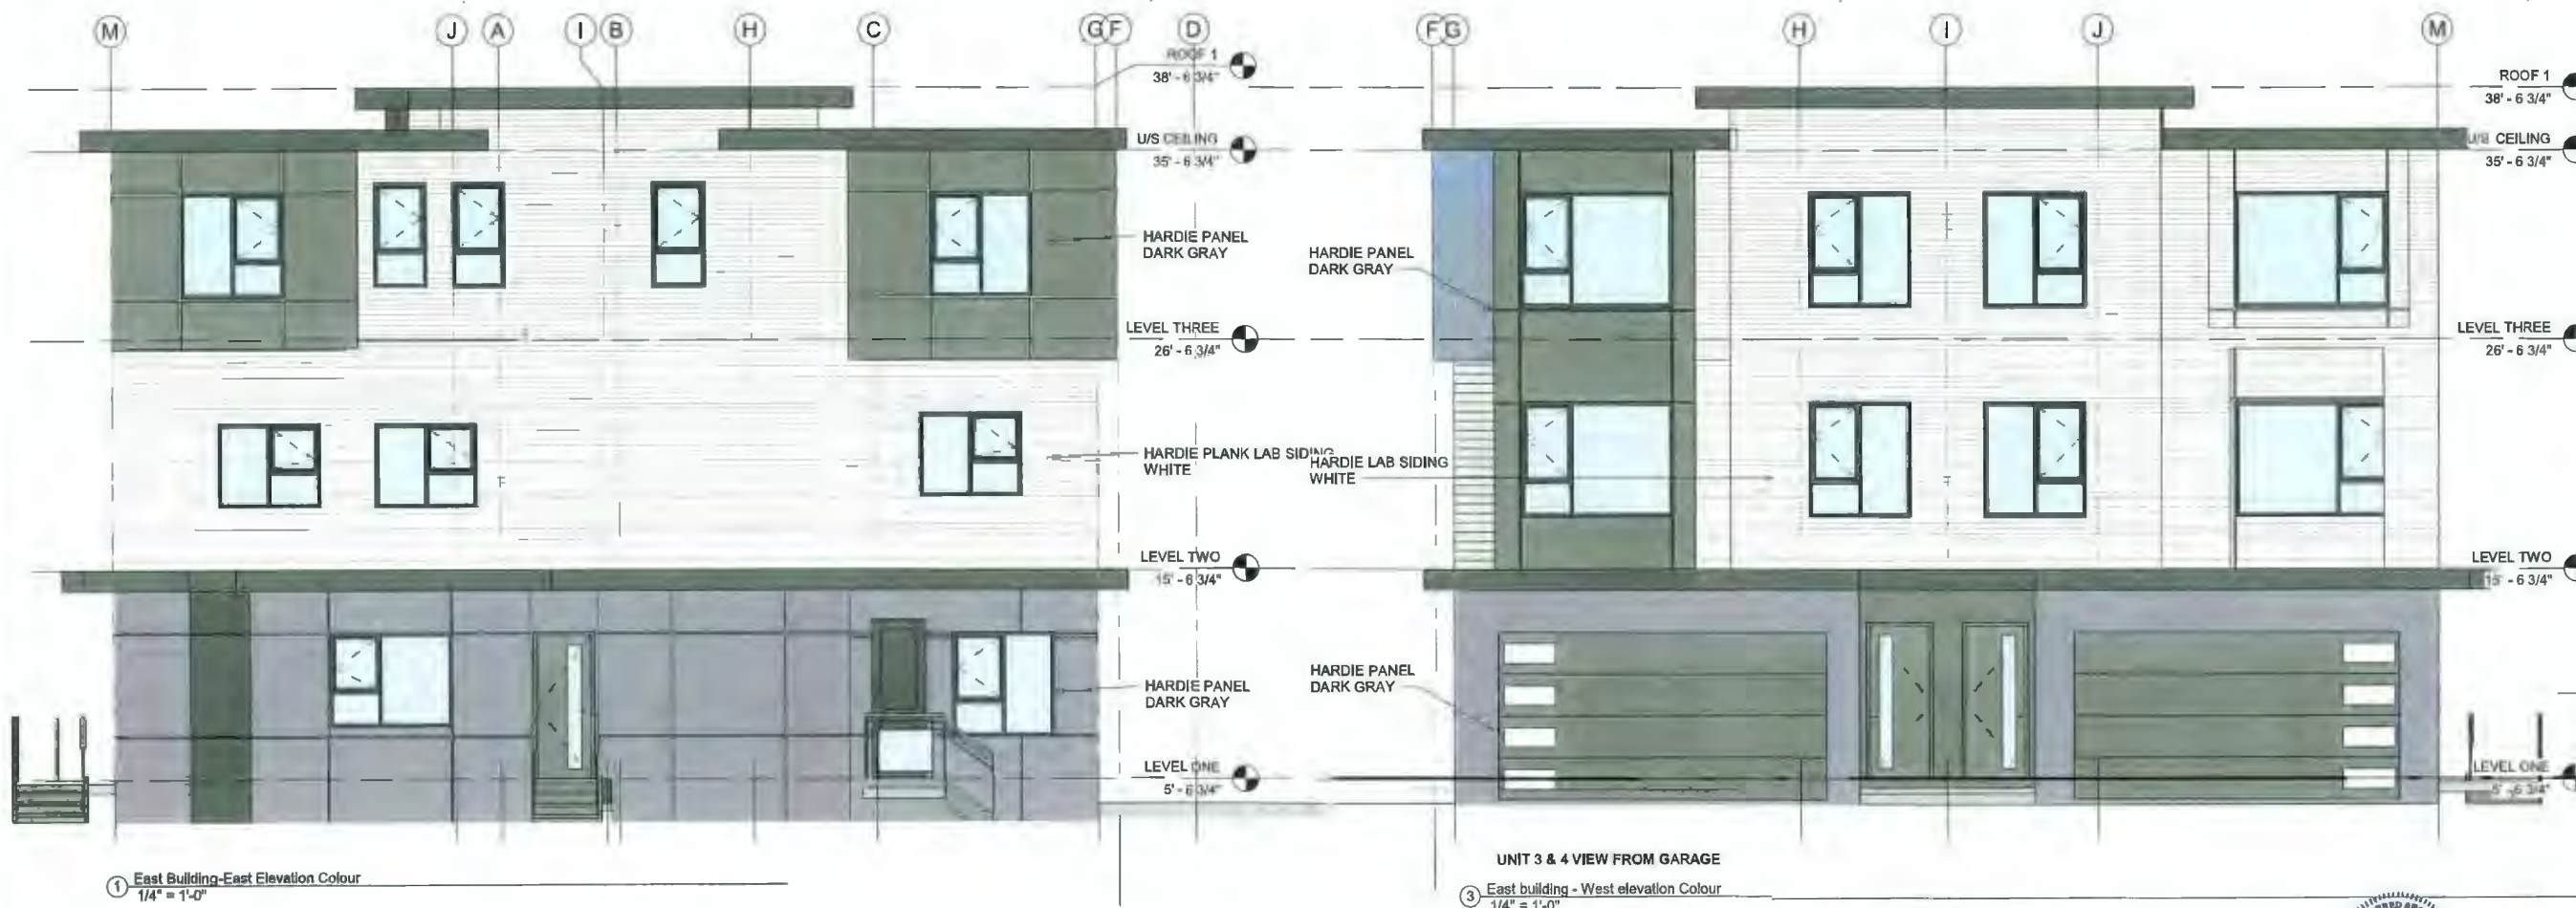 M J A I B H C G F D
ROOF 1
38' - 6 3/4"
U/S CEILING
35' - 6 3/4"
HARDIE PANEL
DARK GRAY
LEVEL THREE
26' - 6 3/4"
HARDIE PLANK LAB SIDING
WHITE
LEVEL TWO
15' - 6 3/4"
HARDIE PANEL
DARK GRAY
LEVEL ONE
5' - 6 3/4"
1 East Building-East Elevation Colour
1/4" = 1'-0"
F G H I J M
ROOF 1
38' - 6 3/4"
U/S CEILING
35' - 6 3/4"
HARDIE PANEL
DARK GRAY
LEVEL THREE
26' - 6 3/4"
HARDIE LAB SIDING
WHITE
LEVEL TWO
15' - 6 3/4"
HARDIE PANEL
DARK GRAY
LEVEL ONE
5' - 6 3/4"
UNIT 3 & 4 VIEW FROM GARAGE
3 East building - West elevation Colour
1/4" = 1'-0"